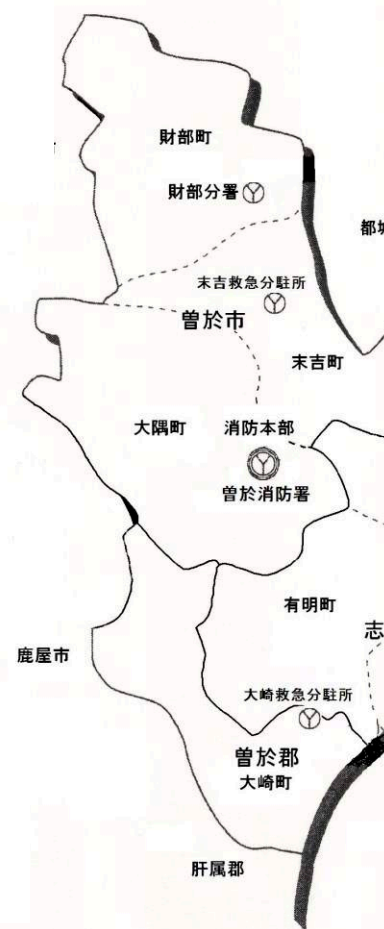 財部町
財部分署
都城
末吉救急分駐所
曽於市
末吉町
大隅町
消防本部
曽於消防署
有明町
志
鹿屋市
大崎救急分駐所
曽於郡
大崎町
肝属郡